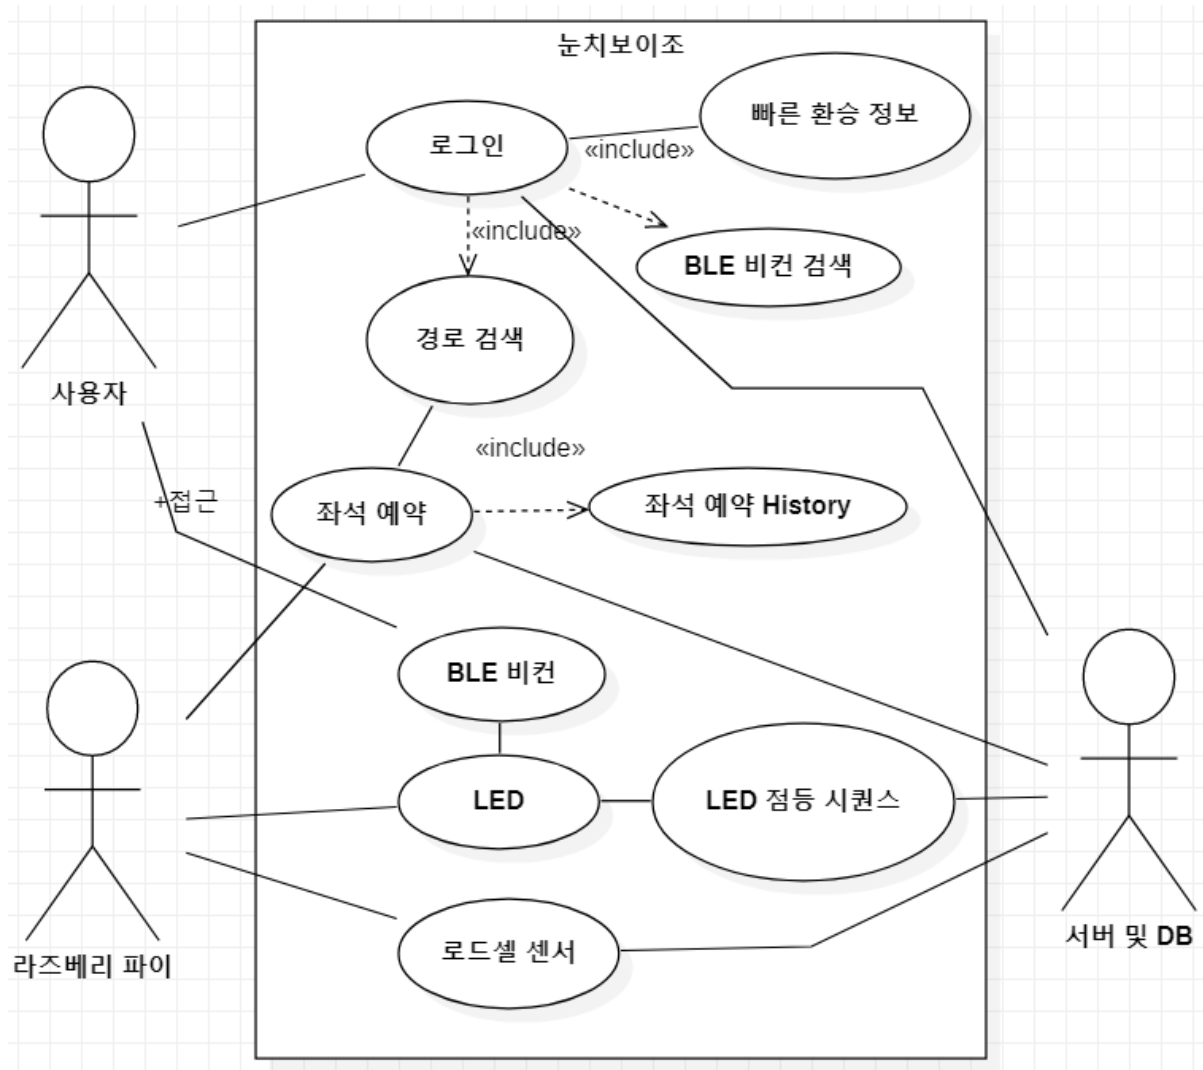 눈치보이조
빠른 환승 정보
로그인
«include»
«include»
BLE 비컨 검색
경로 검색
사용자
«include»
+접근
좌석 예약
좌석 예약 History
BLE 비컨
LED
LED 점등 시퀀스
로드셀 센서
라즈베리 파이
서버 및 DB